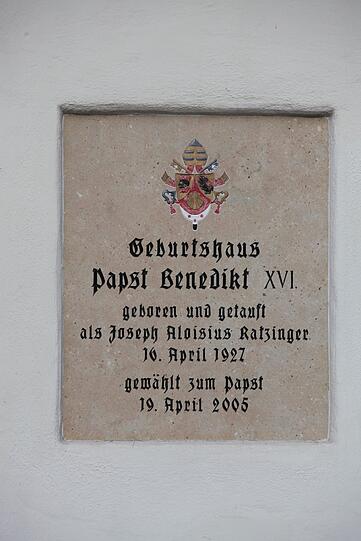 Geburtshaus
Papst Benedikt XVI.
geboren und getauft
als Joseph Aloisius Ratzinger
16. April 1927
gewählt zum Papst
19. April 2005